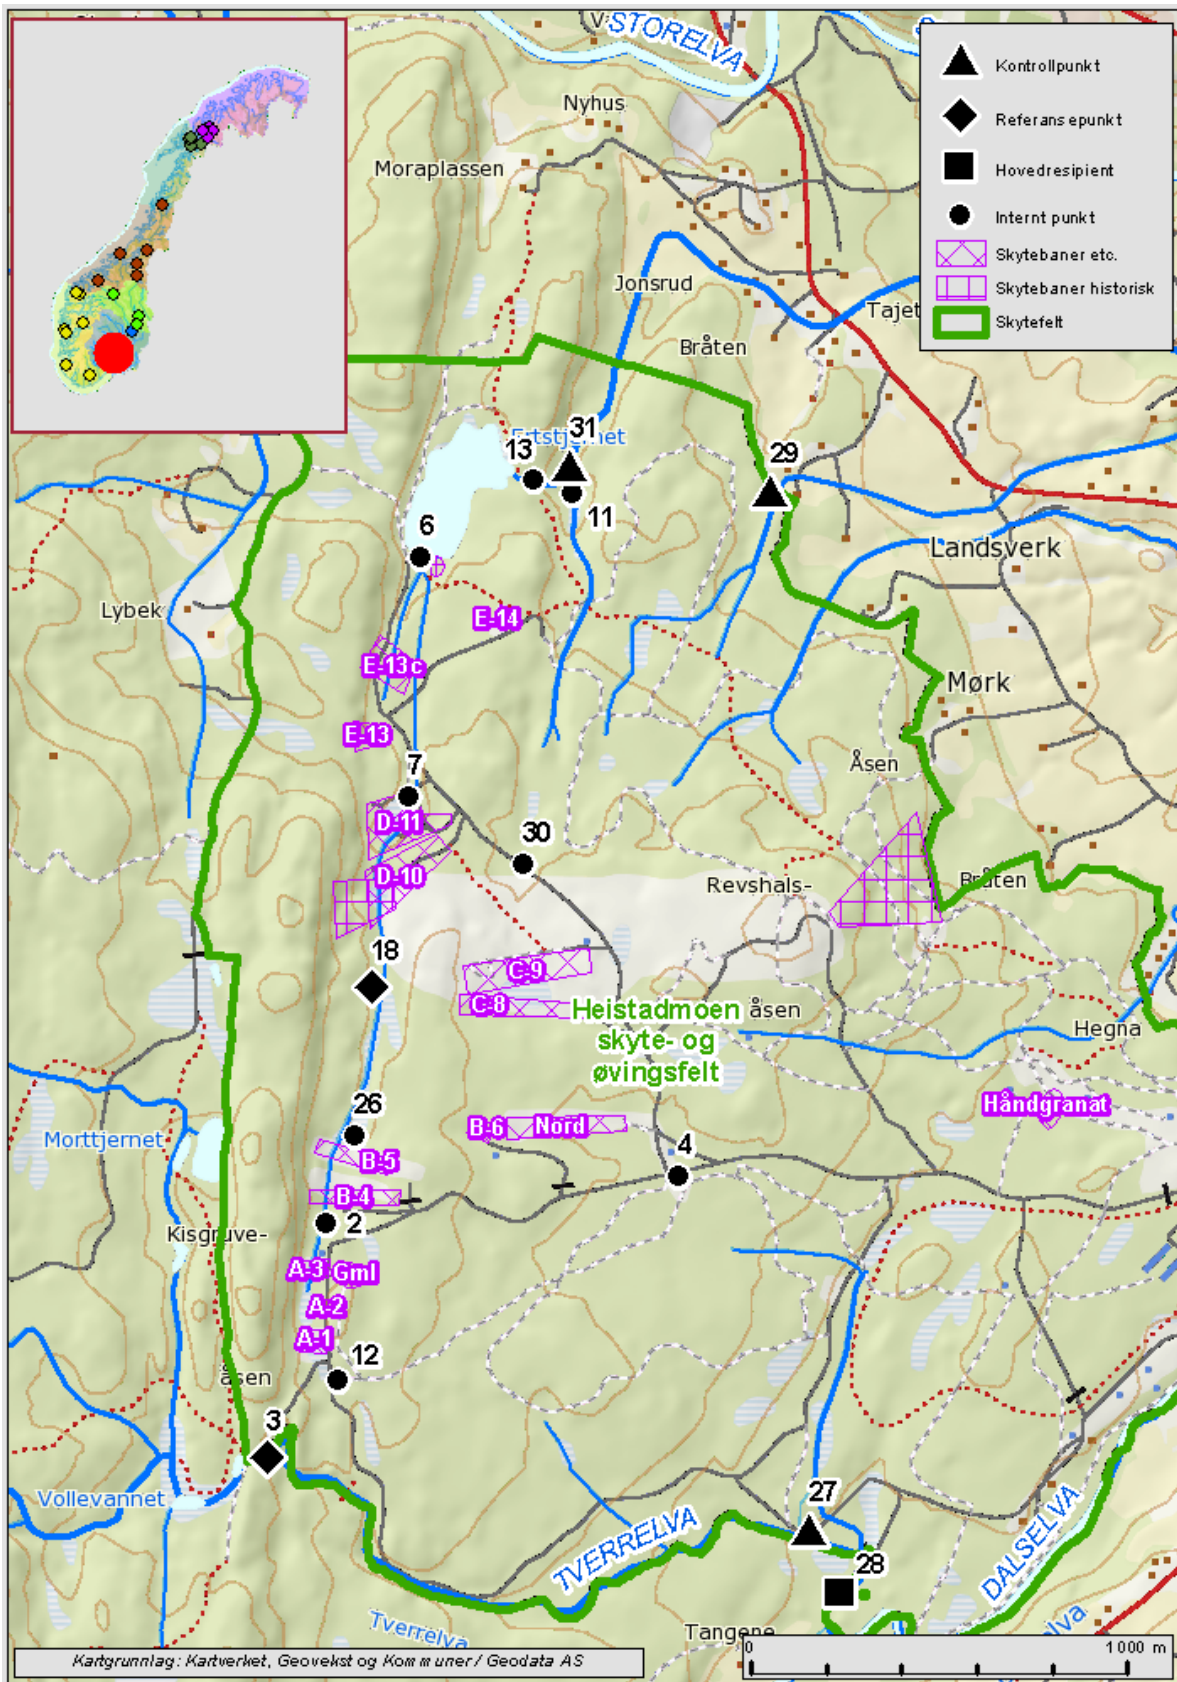 STORELVA
Nyhus
Moraplassen
Jonsrud
Tajet
Bråten
Kontrollpunkt
Referansepunkt
Hovedresipient
Internt punkt
Skytebaner etc.
Skytebaner historisk
Skytefelt
31
Ertstjernet
13
29
11
6
Landsverk
Lybek
E-14
E-13c
Mørk
E-13
Åsen
7
D-11
30
D-10
Revshals-
Bråten
18
C-9
C-8
Heistadmoen
skyte- og
øvingsfelt
åsen
Hegna
26
Håndgranat
Morttjernet
B-6
Nord
B-5
4
B-4
2
Kisgruve-
A-3
Gml
A-2
A-1
12
åsen
3
Vollevannet
27
TVERRELVA
28
DALSELVA
Tverrelva
Tangene
0
1 000 m
Kartgrunnlag: Kartverket, Geovekst og Kommuner / Geodata AS